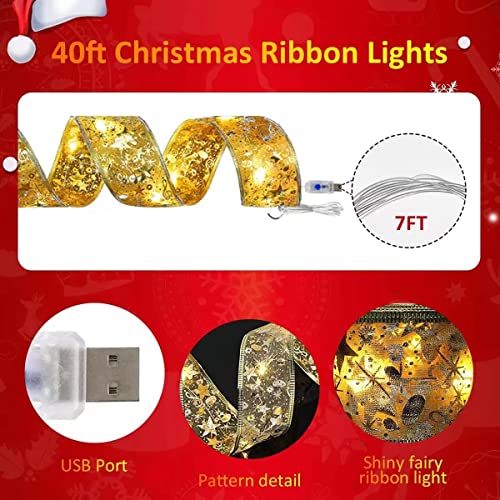 40ft Christmas Ribbon Lights
7FT
USB Port
Pattern detail
Shiny fairy
ribbon light